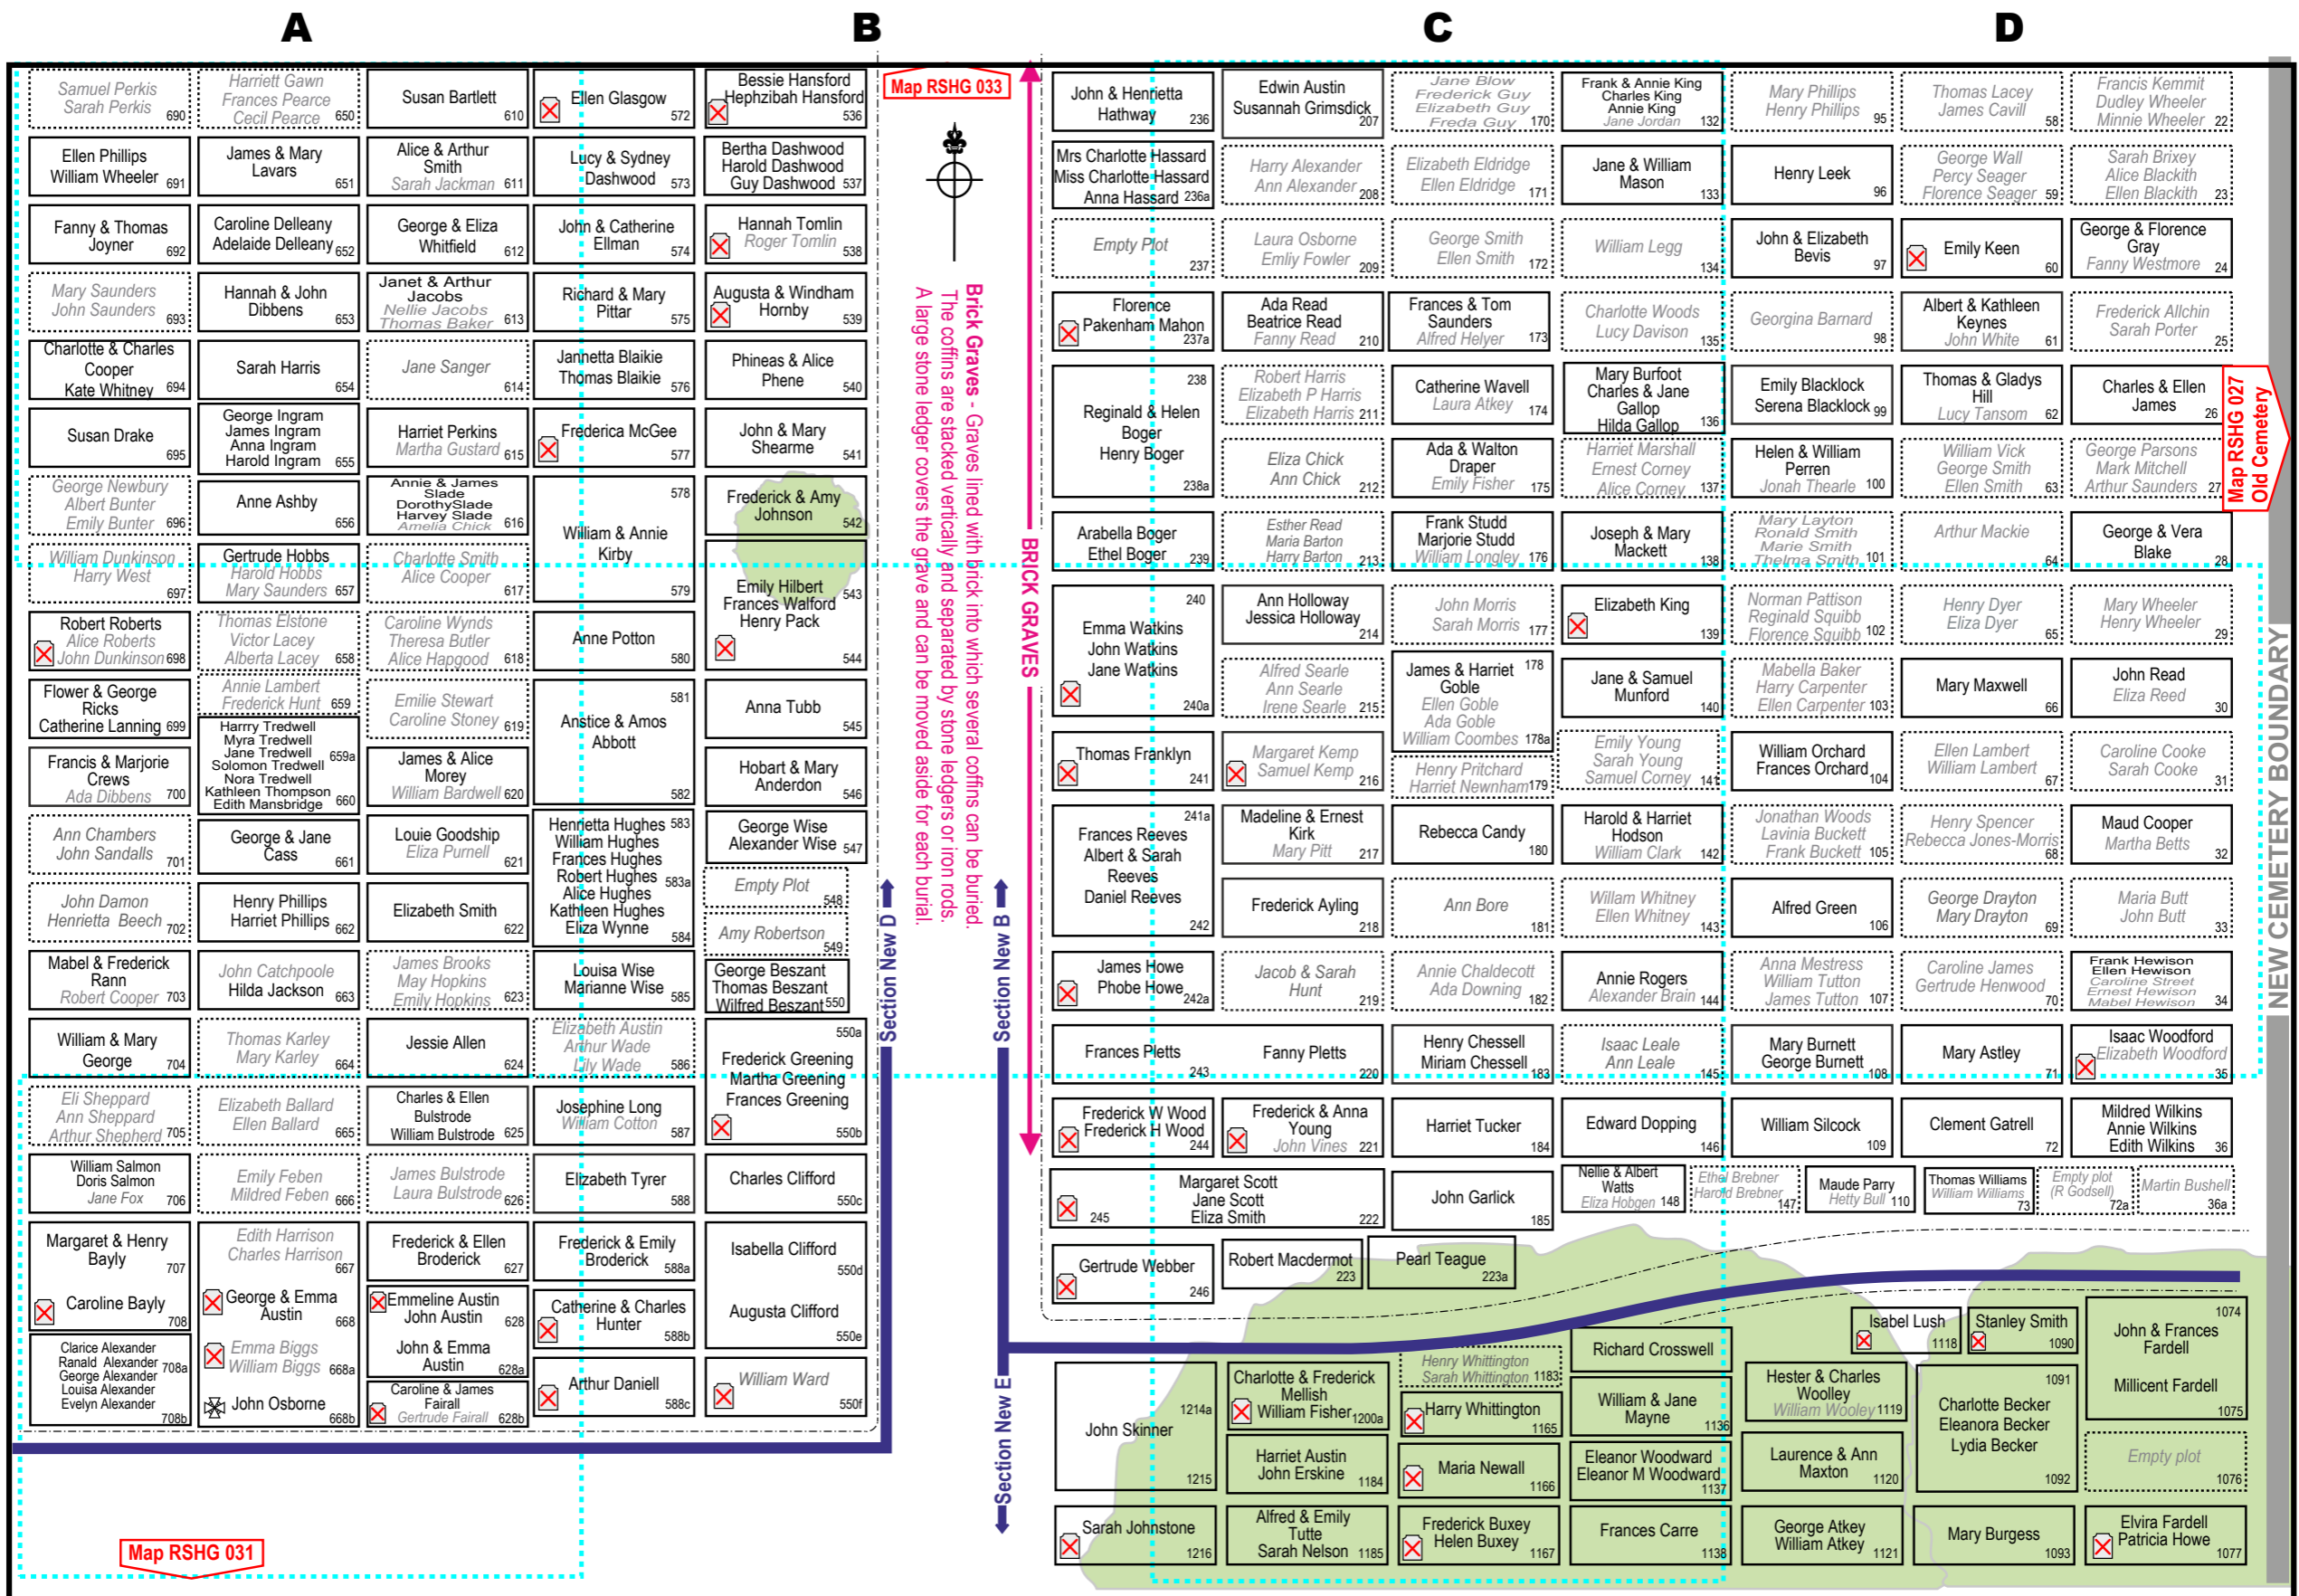 A
B
C
D
Samuel Perkis
Sarah Perkis
690
Harriett Gawn
Frances Pearce
Cecil Pearce
650
Susan Bartlett
610
Ellen Glasgow
572
Bessie Hansford
Hephzibah Hansford
536
Ellen Phillips
William Wheeler 691
James & Mary
Lavars
651
Alice & Arthur
Smith
Sarah Jackman 611
Lucy & Sydney
Dashwood
573
Bertha Dashwood
Harold Dashwood
Guy Dashwood 537
Fanny & Thomas
Joyner
692
Caroline Delleany
Adelaide Delleany 652
George & Eliza
Whitfield
612
John & Catherine
Ellman
574
Hannah Tomlin
Roger Tomlin
538
Mary Saunders
John Saunders
693
Hannah & John
Dibbens
653
Janet & Arthur
Jacobs
Nellie Jacobs
Thomas Baker 613
Richard & Mary
Pittar
575
Augusta & Windham
Hornby
539
Charlotte & Charles
Cooper
Kate Whitney 694
Sarah Harris
654
Jane Sanger
614
Jannetta Blaikie
Thomas Blaikie
576
Phineas & Alice
Phene
540
Susan Drake
695
George Ingram
James Ingram
Anna Ingram
Harold Ingram 655
Harriet Perkins
Martha Gustard 615
Frederica McGee
577
John & Mary
Shearme
541
George Newbury
Albert Bunter
Emily Bunter 696
Anne Ashby
656
Annie & James
Slade
DorothySlade
Harvey Slade
Amelia Chick 616
578
William & Annie
Kirby
579
Frederick & Amy
Johnson
542
William Dunkinson
Harry West
697
Gertrude Hobbs
Harold Hobbs
Mary Saunders 657
Charlotte Smith
Alice Cooper
617
Emily Hilbert
543
Frances Walford
Henry Pack
544
Robert Roberts
Alice Roberts
John Dunkinson 698
Thomas Elstone
Victor Lacey
Alberta Lacey 658
Caroline Wynds
Theresa Butler
Alice Hapgood 618
Anne Potton
580
Flower & George
Ricks
Catherine Lanning 699
Annie Lambert
Frederick Hunt 659
Emilie Stewart
Caroline Stoney 619
581
Anstice & Amos
Abbott
582
Anna Tubb
545
Francis & Marjorie
Crews
Ada Dibbens 700
Harrry Tredwell
Myra Tredwell
Jane Tredwell
659a
Solomon Tredwell
Nora Tredwell
Kathleen Thompson
Edith Mansbridge 660
James & Alice
Morey
William Bardwell 620
Hobart & Mary
Anderdon
546
Ann Chambers
John Sandalls
701
George & Jane
Cass
661
Louie Goodship
Eliza Purnell
621
Henrietta Hughes 583
William Hughes
Frances Hughes
Robert Hughes
583a
Alice Hughes
Kathleen Hughes
Eliza Wynne
584
George Wise
Alexander Wise 547
Empty Plot
548
John Damon
Henrietta Beech 702
Henry Phillips
Harriet Phillips
662
Elizabeth Smith
622
Amy Robertson
549
Mabel & Frederick
Rann
Robert Cooper 703
John Catchpoole
Hilda Jackson
663
James Brooks
May Hopkins
Emily Hopkins 623
Louisa Wise
Marianne Wise
585
George Beszant
Thomas Beszant
Wilfred Beszant 550
William & Mary
George
704
Thomas Karley
Mary Karley
664
Jessie Allen
624
Elizabeth Austin
Arthur Wade
Lily Wade
586
550a
Frederick Greening
Martha Greening
Frances Greening
550b
Eli Sheppard
Ann Sheppard
Arthur Shepherd 705
Elizabeth Ballard
Ellen Ballard
665
Charles & Ellen
Bulstrode
William Bulstrode 625
Josephine Long
William Cotton
587
William Salmon
Doris Salmon
Jane Fox
706
Emily Feben
Mildred Feben 666
James Bulstrode
Laura Bulstrode 626
Elizabeth Tyrer
588
Charles Clifford
550c
Margaret & Henry
Bayly
707
Caroline Bayly
708
Edith Harrison
Charles Harrison
667
George & Emma
Austin
668
Frederick & Ellen
Broderick
627
Frederick & Emily
Broderick
588a
Isabella Clifford
550d
Augusta Clifford
550e
Emmeline Austin
John Austin
628
John & Emma
Austin
628a
Catherine & Charles
Hunter
588b
Clarice Alexander
Ranald Alexander 708a
George Alexander
Louisa Alexander
Evelyn Alexander
708b
Emma Biggs
William Biggs
668a
John Osborne
668b
Caroline & James
Fairall
Gertrude Fairall 628b
Arthur Daniell
588c
William Ward
550f
Map RSHG 031
Map RSHG 033
Brick Graves - Graves lined with brick into which several coffins can be buried.
The coffins are stacked vertically and separated by stone ledgers or iron rods.
A large stone ledger covers the grave and can be moved aside for each burial.
BRICK GRAVES
Section New D
Section New B
Section New E
John & Henrietta
Hathway
236
Edwin Austin
Susannah Grimsdick
207
Jane Blow
Frederick Guy
Elizabeth Guy
Freda Guy 170
Frank & Annie King
Charles King
Annie King
Jane Jordan 132
Mary Phillips
Henry Phillips
95
Thomas Lacey
James Cavill
58
Francis Kemmit
Dudley Wheeler
Minnie Wheeler 22
Mrs Charlotte Hassard
Miss Charlotte Hassard
Anna Hassard 236a
Harry Alexander
Ann Alexander
208
Elizabeth Eldridge
Ellen Eldridge
171
Jane & William
Mason
133
Henry Leek
96
George Wall
Percy Seager
Florence Seager 59
Sarah Brixey
Alice Blackith
Ellen Blackith 23
Empty Plot
237
Laura Osborne
Emliy Fowler
209
George Smith
Ellen Smith
172
William Legg
134
John & Elizabeth
Bevis
97
Emily Keen
60
George & Florence
Gray
Fanny Westmore 24
Florence
Pakenham Mahon
237a
Ada Read
Beatrice Read
Fanny Read 210
Frances & Tom
Saunders
Alfred Helyer 173
Charlotte Woods
Lucy Davison
135
Georgina Barnard
98
Albert & Kathleen
Keynes
John White 61
Frederick Allchin
Sarah Porter
25
238
Reginald & Helen
Boger
Henry Boger
238a
Robert Harris
Elizabeth P Harris
Elizabeth Harris 211
Catherine Wavell
Laura Atkey
174
Mary Burfoot
Charles & Jane
Gallop
Hilda Gallop 136
Emily Blacklock
Serena Blacklock 99
Thomas & Gladys
Hill
Lucy Tansom 62
Charles & Ellen
James
26
Eliza Chick
Ann Chick
212
Ada & Walton
Draper
Emily Fisher 175
Harriet Marshall
Ernest Corney
Alice Corney 137
Helen & William
Perren
Jonah Thearle 100
William Vick
George Smith
Ellen Smith 63
George Parsons
Mark Mitchell
Arthur Saunders 27
Arabella Boger
Ethel Boger
239
Esther Read
Maria Barton
Harry Barton 213
Frank Studd
Marjorie Studd
William Longley 176
Joseph & Mary
Mackett
138
Mary Layton
Ronald Smith
Marie Smith
Thelma Smith 101
Arthur Mackie
64
George & Vera
Blake
28
240
Emma Watkins
John Watkins
Jane Watkins
240a
Ann Holloway
Jessica Holloway
214
John Morris
Sarah Morris
177
Elizabeth King
139
Norman Pattison
Reginald Squibb
Florence Squibb 102
Henry Dyer
Eliza Dyer
65
Mary Wheeler
Henry Wheeler
29
Alfred Searle
Ann Searle
Irene Searle 215
James & Harriet 178
Goble
Ellen Goble
Ada Goble
William Coombes 178a
Jane & Samuel
Munford
140
Mabella Baker
Harry Carpenter
Ellen Carpenter 103
Mary Maxwell
66
John Read
Eliza Reed
30
Thomas Franklyn
241
Margaret Kemp
Samuel Kemp
216
Henry Pritchard
Harriet Newnham 179
Emily Young
Sarah Young
Samuel Corney 141
William Orchard
Frances Orchard 104
Ellen Lambert
William Lambert
67
Caroline Cooke
Sarah Cooke
31
241a
Frances Reeves
Albert & Sarah
Reeves
Daniel Reeves
242
Madeline & Ernest
Kirk
Mary Pitt
217
Rebecca Candy
180
Harold & Harriet
Hodson
William Clark 142
Jonathan Woods
Lavinia Buckett
Frank Buckett 105
Henry Spencer
Rebecca Jones-Morris
68
Maud Cooper
Martha Betts
32
Frederick Ayling
218
Ann Bore
181
Willam Whitney
Ellen Whitney
143
Alfred Green
106
George Drayton
Mary Drayton
69
Maria Butt
John Butt
33
James Howe
Phobe Howe
242a
Jacob & Sarah
Hunt
219
Annie Chaldecott
Ada Downing
182
Annie Rogers
Alexander Brain 144
Anna Mestress
William Tutton
James Tutton 107
Caroline James
Gertrude Henwood
70
Frank Hewison
Ellen Hewison
Caroline Street
Ernest Hewison
Mabel Hewison 34
Frances Pletts
243
Fanny Pletts
220
Henry Chessell
Miriam Chessell
183
Isaac Leale
Ann Leale
145
Mary Burnett
George Burnett
108
Mary Astley
71
Isaac Woodford
Elizabeth Woodford
35
Frederick W Wood
Frederick H Wood
244
Frederick & Anna
Young
John Vines 221
Harriet Tucker
184
Edward Dopping
146
William Silcock
109
Clement Gatrell
72
Mildred Wilkins
Annie Wilkins
Edith Wilkins 36
Margaret Scott
Jane Scott
245
Eliza Smith
222
John Garlick
185
Nellie & Albert
Watts
Eliza Hobgen 148
Ethel Brebner
Harold Brebner
147
Maude Parry
Hetty Bull 110
Thomas Williams
William Williams
73
Empty plot
(R Godsell)
72a
Martin Bushell
36a
Gertrude Webber
246
Robert Macdermot
223
Pearl Teague
223a
1214a
John Skinner
1215
Charlotte & Frederick
Mellish
William Fisher 1200a
Henry Whittington
Sarah Whittington 1183
Harry Whittington
1165
Richard Crosswell
William & Jane
Mayne
1136
Isabel Lush
1118
Stanley Smith
1090
1074
John & Frances
Fardell
Millicent Fardell
1075
Hester & Charles
Woolley
William Wooley 1119
1091
Charlotte Becker
Eleanora Becker
Lydia Becker
1092
Harriet Austin
John Erskine
1184
Maria Newall
1166
Eleanor Woodward
Eleanor M Woodward
1137
Laurence & Ann
Maxton
1120
Empty plot
1076
Sarah Johnstone
1216
Alfred & Emily
Tutte
Sarah Nelson 1185
Frederick Buxey
Helen Buxey
1167
Frances Carre
1138
George Atkey
William Atkey
1121
Mary Burgess
1093
Elvira Fardell
Patricia Howe
1077
Map RSHG 027
Old Cemetery
NEW CEMETERY BOUNDARY